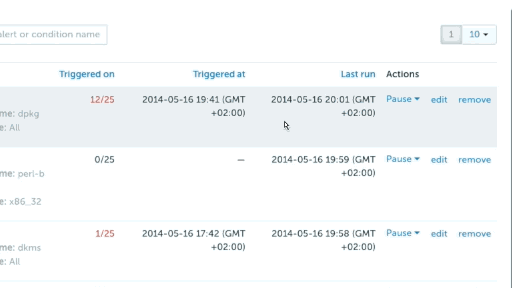 alert or condition name
1 10
Triggered on Triggered at Last run Actions
12/25 2014-05-16 19:41 (GMT +02:00) 2014-05-16 20:01 (GMT +02:00) Pause edit remove
me: dpkg
e: All
0/25 — 2014-05-16 19:59 (GMT +02:00) Pause edit remove
me: perl-b
e: x86_32
1/25 2014-05-16 17:42 (GMT +02:00) 2014-05-16 19:58 (GMT +02:00) Pause edit remove
me: dkms
e: All